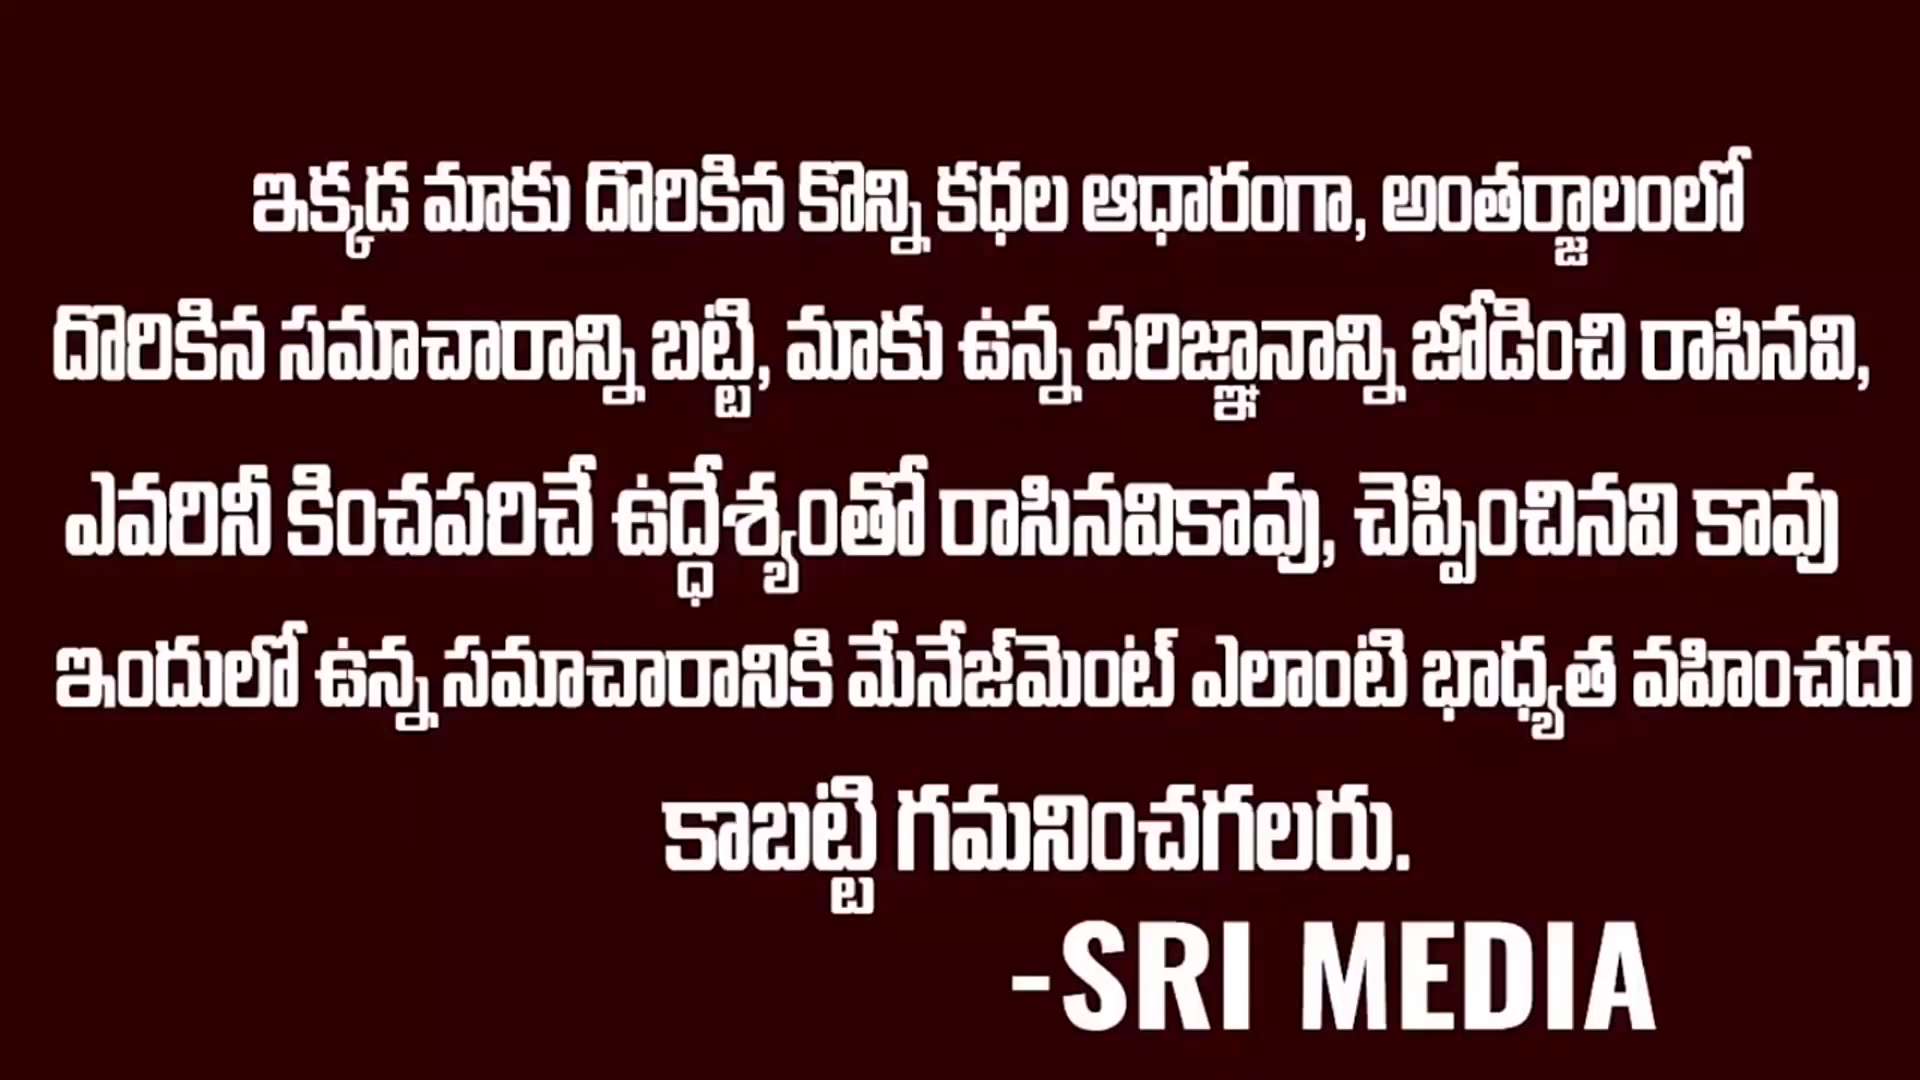 ఇక్కడ మాకు దొరికిన కొన్ని కధల ఆధారంగా, అంతర్జాలంలో
దొరికిన సమాచారాన్ని బట్టి, మాకు ఉన్న పరిజ్ఞానాన్ని జోడించి రాసినవి,
ఎవరినీ కించపరిచే ఉద్ధేశ్యంతో రాసినవికావు, చెప్పించినవి కావు
ఇందులో ఉన్న సమాచారానికి మేనేజ్‌మెంట్ ఎలాంటి భాధ్యత వహించదు
కాబట్టి గమనించగలరు.
-SRI MEDIA